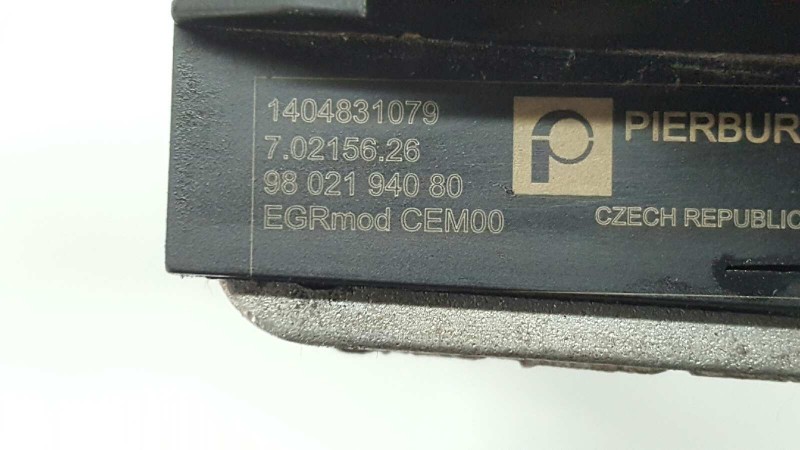 1404831079
7.02156.26
98 021 940 80
EGRmod CEM00
PIERBUR
CZECH REPUBLIC